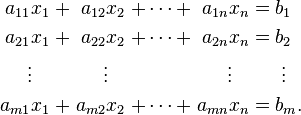 a₁₁x₁ + a₁₂x₂ + ⋯ + a₁ₙxₙ = b₁
a₂₁x₁ + a₂₂x₂ + ⋯ + a₂ₙxₙ = b₂
⋮ ⋮ ⋮ ⋮
aₘ₁x₁ + aₘ₂x₂ + ⋯ + aₘₙxₙ = bₘ.